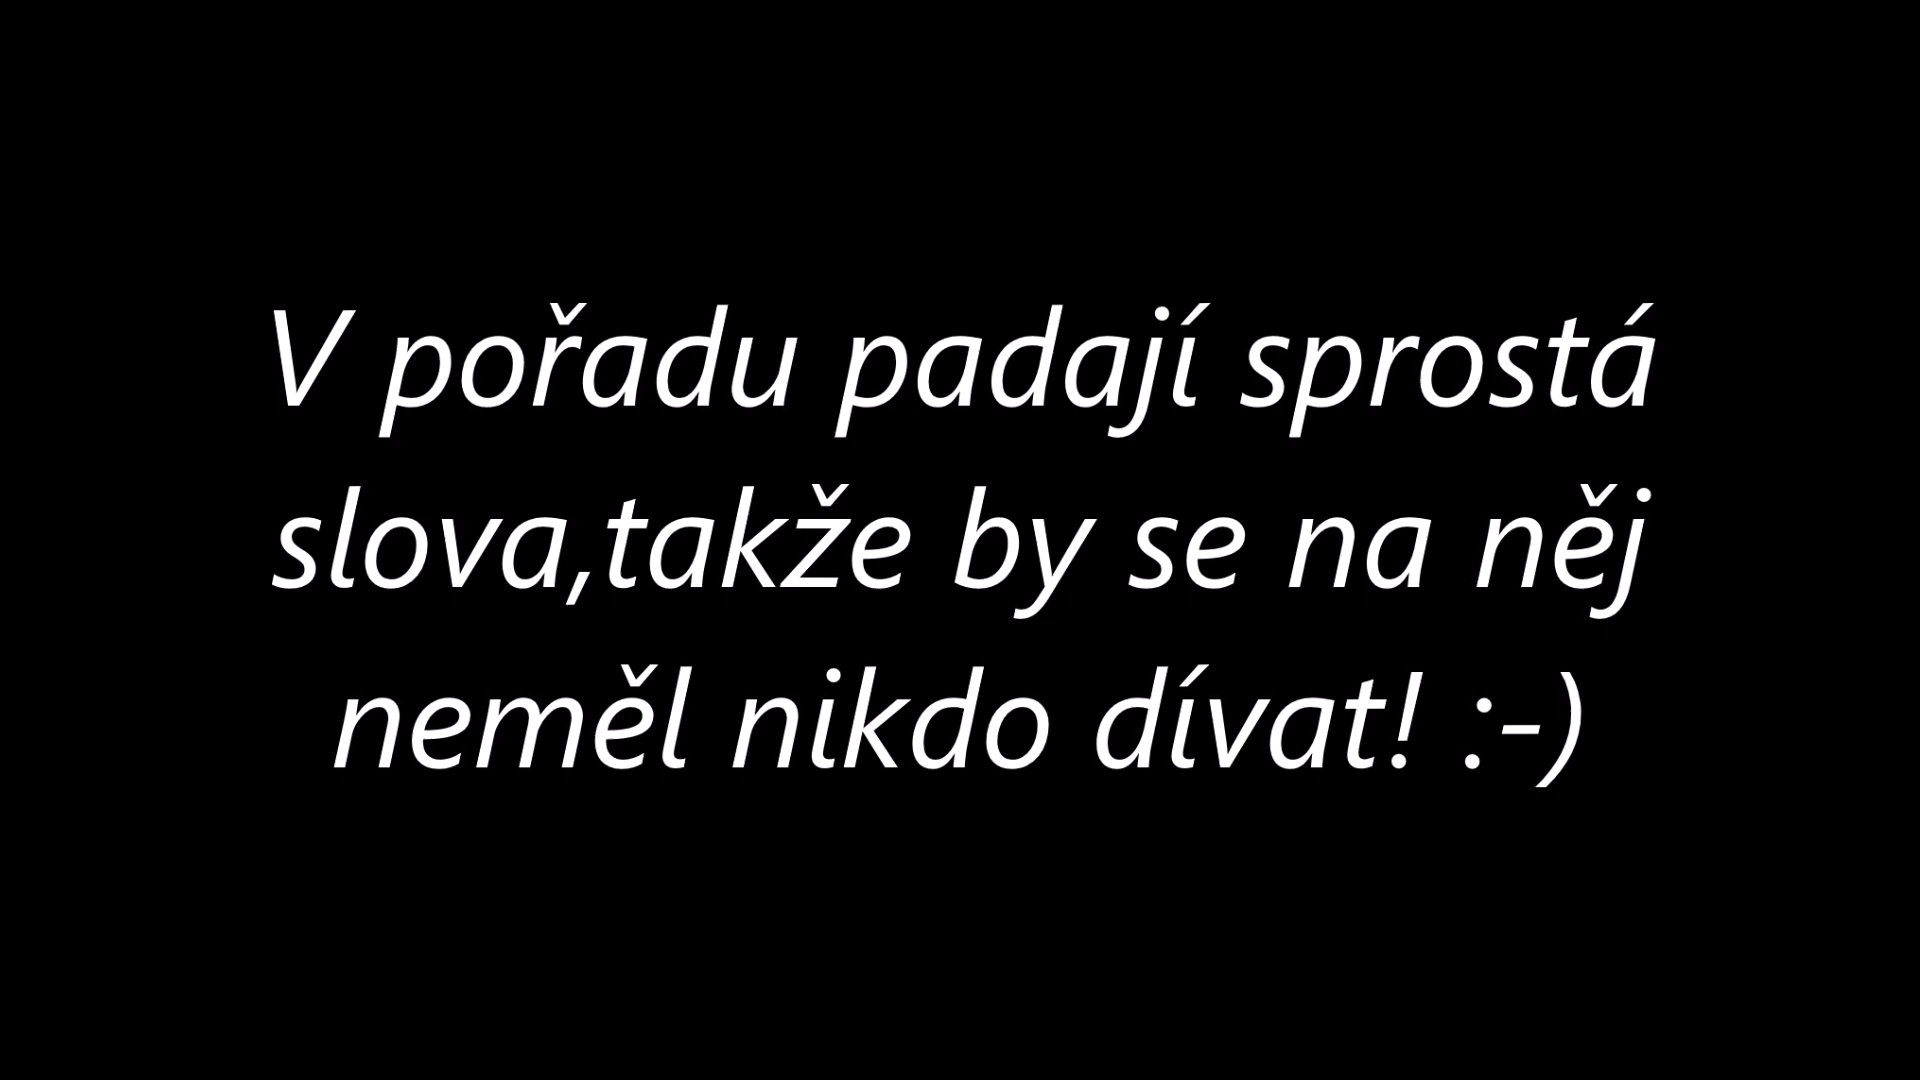 V pořadu padají sprostá
slova,takže by se na něj
neměl nikdo dívat! :-)